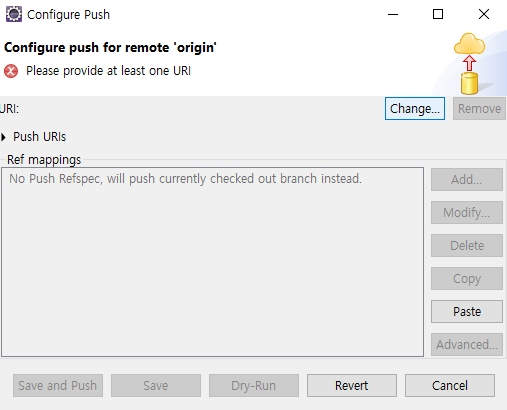 Configure Push
Configure push for remote 'origin'
Please provide at least one URI
URI:
Change...
Remove
Push URIs
Ref mappings
No Push Refspec, will push currently checked out branch instead.
Add...
Modify...
Delete
Copy
Paste
Advanced...
Save and Push
Save
Dry-Run
Revert
Cancel